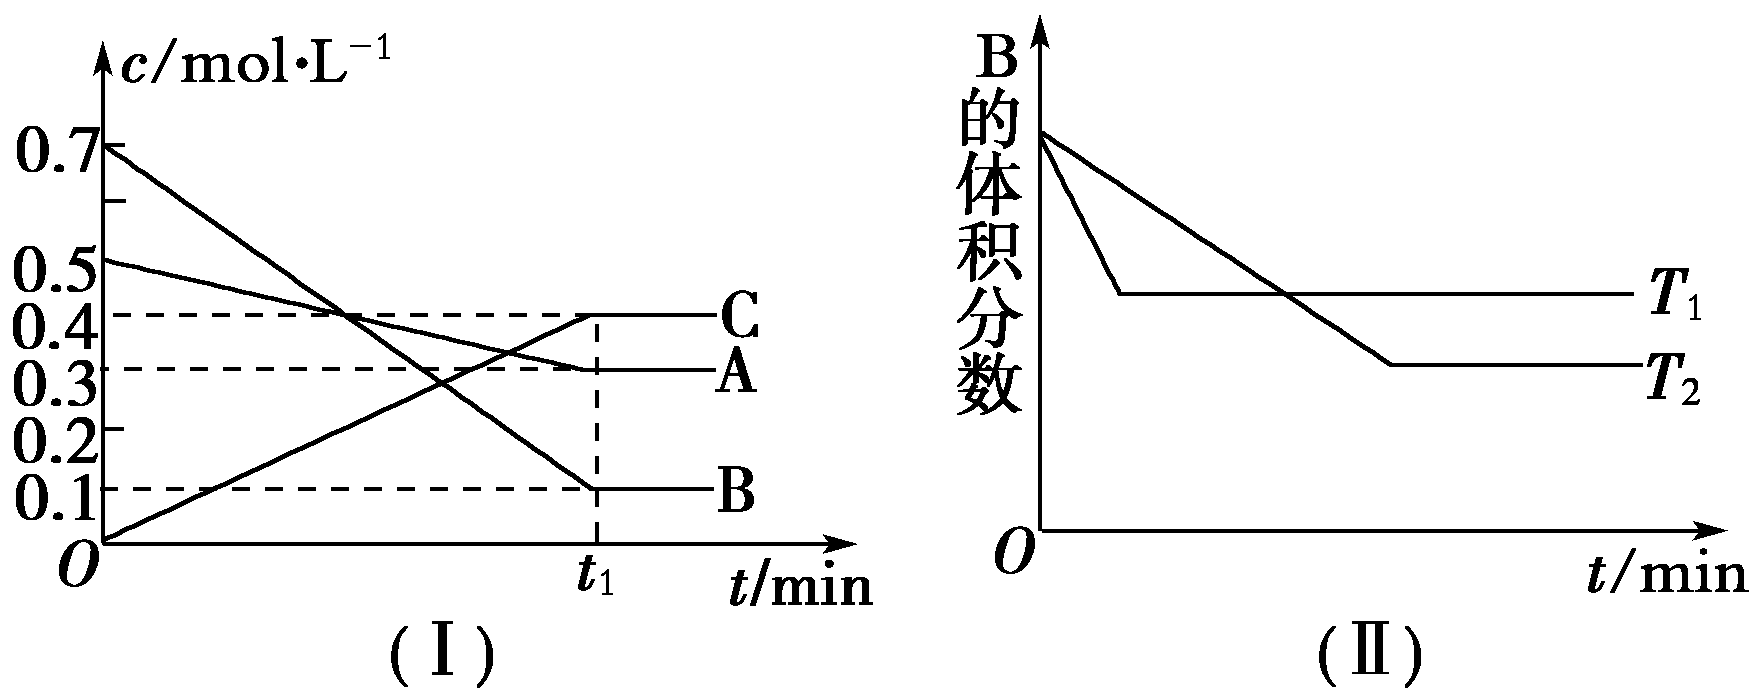 c/mol·L⁻¹
0.7
0.5
0.4
0.3
0.2
0.1
O
C
A
B
t₁
t/min
(Ⅰ)
B的体积分数
T₁
T₂
O
t/min
(Ⅱ)